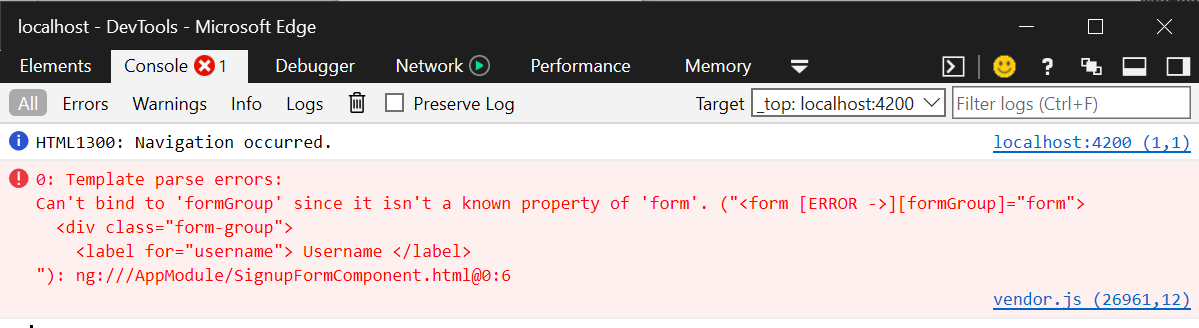 localhost - DevTools - Microsoft Edge
Elements Console 1 Debugger Network Performance Memory ?
All Errors Warnings Info Logs Preserve Log Target _top: localhost:4200 Filter logs (Ctrl+F)
HTML1300: Navigation occurred. localhost:4200 (1,1)
0: Template parse errors:
Can't bind to 'formGroup' since it isn't a known property of 'form'. ("<form [ERROR ->][formGroup]="form">
<div class="form-group">
<label for="username"> Username </label>
"): ng:///AppModule/SignupFormComponent.html@0:6
vendor.js (26961,12)